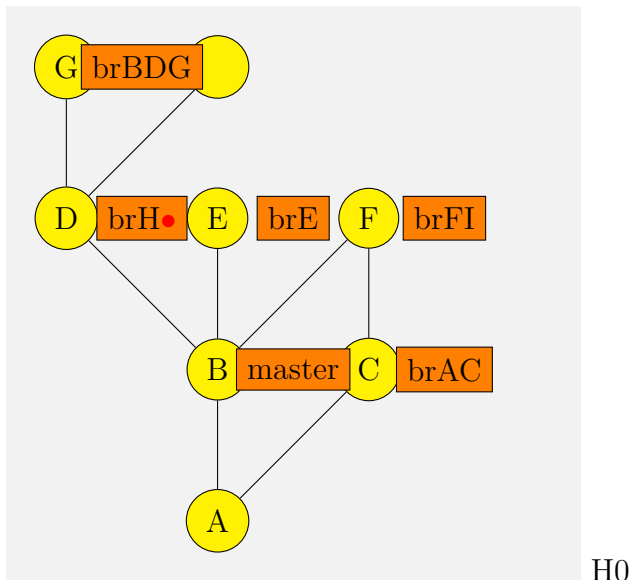 G brBDG
D brH E brE F brFI
B master C brAC
A
H0